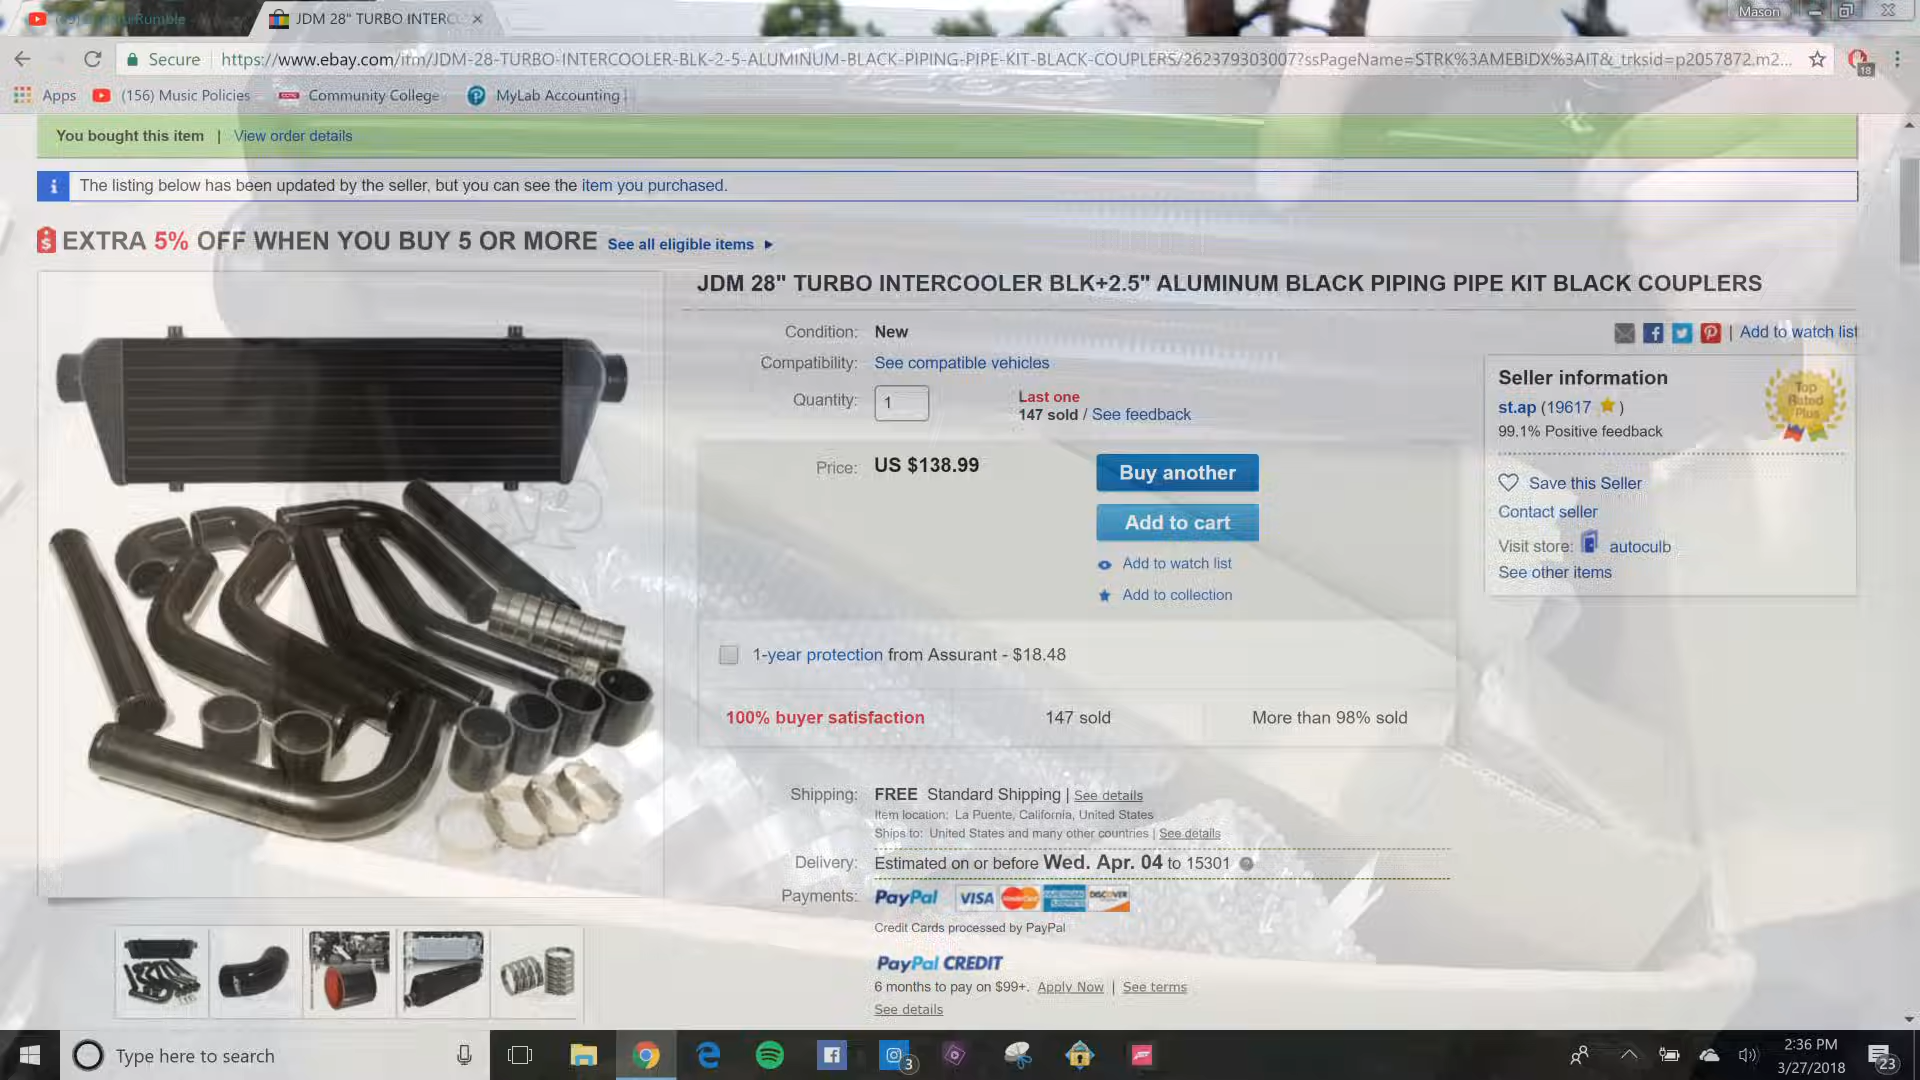 Rumble
JDM 28" TURBO INTERC
Mason
Secure
https://www.ebay.com/itm/JDM-28-TURBO-INTERCOOLER-BLK-2-5-ALUMINUM-BLACK-PIPING-PIPE-KIT-BLACK-COUPLERS/262379303007?ssPageName=STRK%3AMEBIDX%3AIT&_trksid=p2057872.m2...
18
Apps
(156) Music Policies
Community College
MyLab Accounting
You bought this item | View order details
The listing below has been updated by the seller, but you can see the item you purchased.
EXTRA 5% OFF WHEN YOU BUY 5 OR MORE See all eligible items
JDM 28" TURBO INTERCOOLER BLK+2.5" ALUMINUM BLACK PIPING PIPE KIT BLACK COUPLERS
Condition: New
| Add to watch list
Compatibility: See compatible vehicles
Quantity: 1
Last one
147 sold / See feedback
Price: US $138.99
Buy another
Add to cart
Add to watch list
Add to collection
1-year protection from Assurant - $18.48
100% buyer satisfaction
147 sold
More than 98% sold
Shipping: FREE Standard Shipping | See details
Item location: La Puente, California, United States
Ships to: United States and many other countries | See details
Delivery: Estimated on or before Wed. Apr. 04 to 15301
Payments: PayPal VISA DISCOVER
Credit Cards processed by PayPal
PayPal CREDIT
6 months to pay on $99+. Apply Now | See terms
See details
Seller information
st.ap (19617 )
99.1% Positive feedback
Top
Rated
Plus
Save this Seller
Contact seller
Visit store: autoculb
See other items
Type here to search
3
2:36 PM
3/27/2018
23